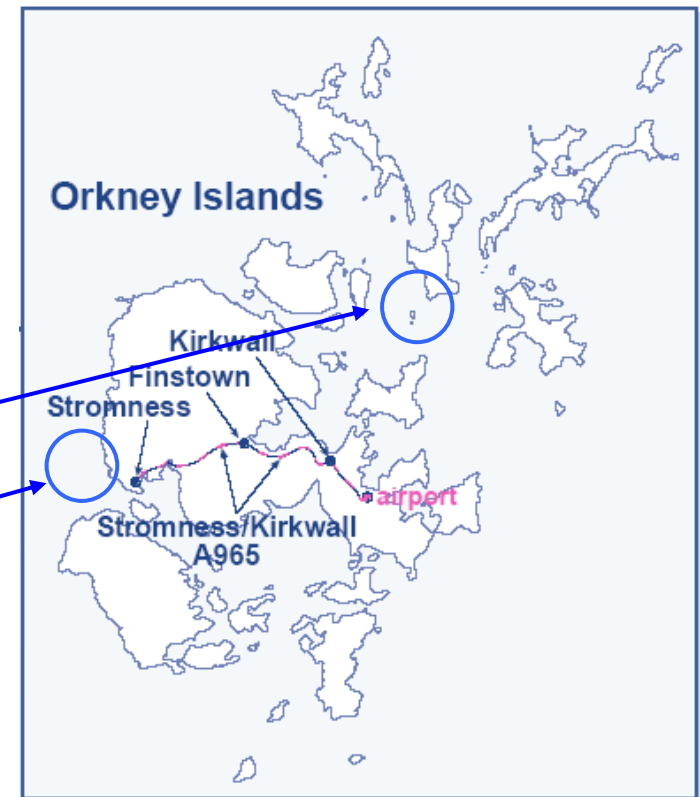 Orkney Islands
Kirkwall
Finstown
Stromness
airport
Stromness/Kirkwall
A965